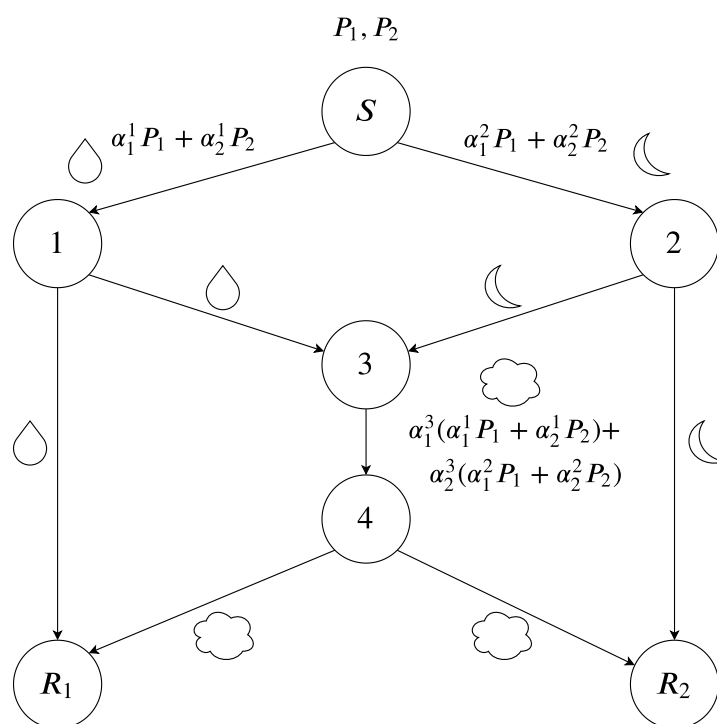 P₁, P₂
S
α₁¹P₁ + α₂¹P₂
α₁²P₁ + α₂²P₂
1
2
3
α₁³(α₁¹P₁ + α₂¹P₂)+
α₂³(α₁²P₁ + α₂²P₂)
4
R₁
R₂